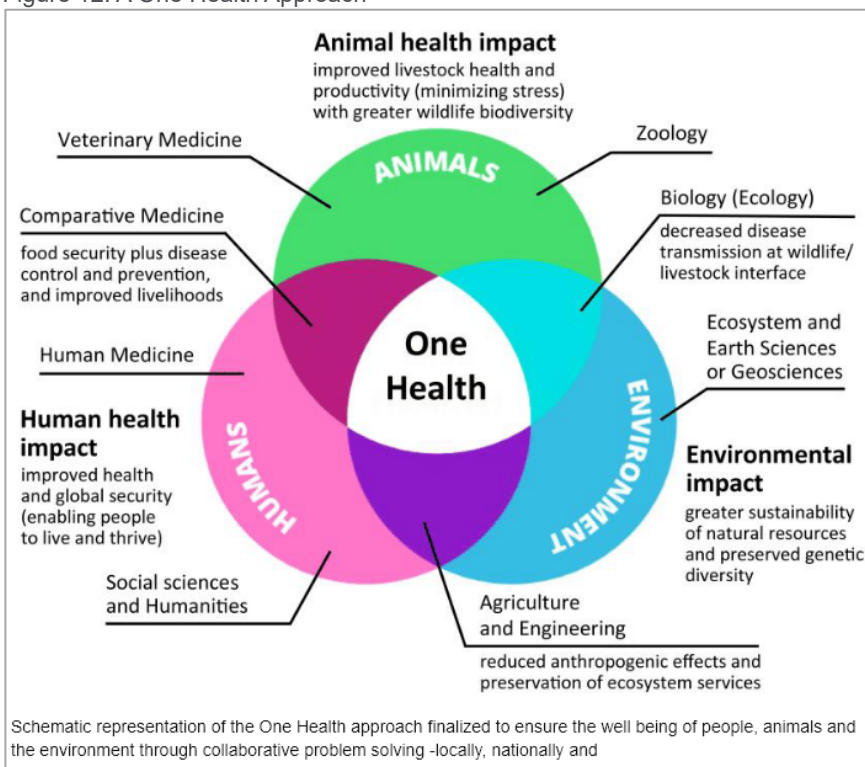 Figure 12: A One Health Approach
Animal health impact
improved livestock health and
productivity (minimizing stress)
with greater wildlife biodiversity
Veterinary Medicine
Zoology
ANIMALS
Comparative Medicine
food security plus disease
control and prevention,
and improved livelihoods
Biology (Ecology)
decreased disease
transmission at wildlife/
livestock interface
Human Medicine
One
Health
Ecosystem and
Earth Sciences
or Geosciences
Human health
impact
improved health
and global security
(enabling people
to live and thrive)
HUMANS
ENVIRONMENT
Environmental
impact
greater sustainability
of natural resources
and preserved genetic
diversity
Social sciences
and Humanities
Agriculture
and Engineering
reduced anthropogenic effects and
preservation of ecosystem services
Schematic representation of the One Health approach finalized to ensure the well being of people, animals and
the environment through collaborative problem solving -locally, nationally and